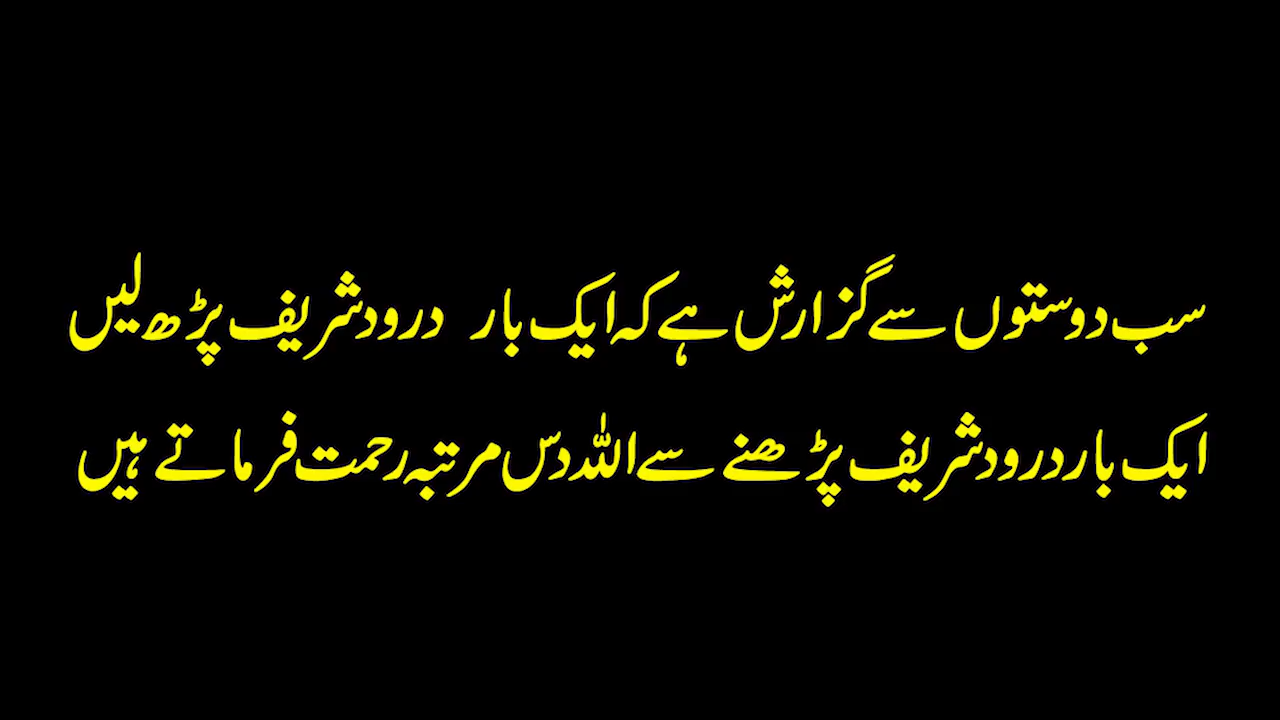 سب دوستوں سے گزارش ہے کہ ایک بار درود شریف پڑھ لیں
ایک بار درود شریف پڑھنے سے اللہ دس مرتبہ رحمت فرماتے ہیں